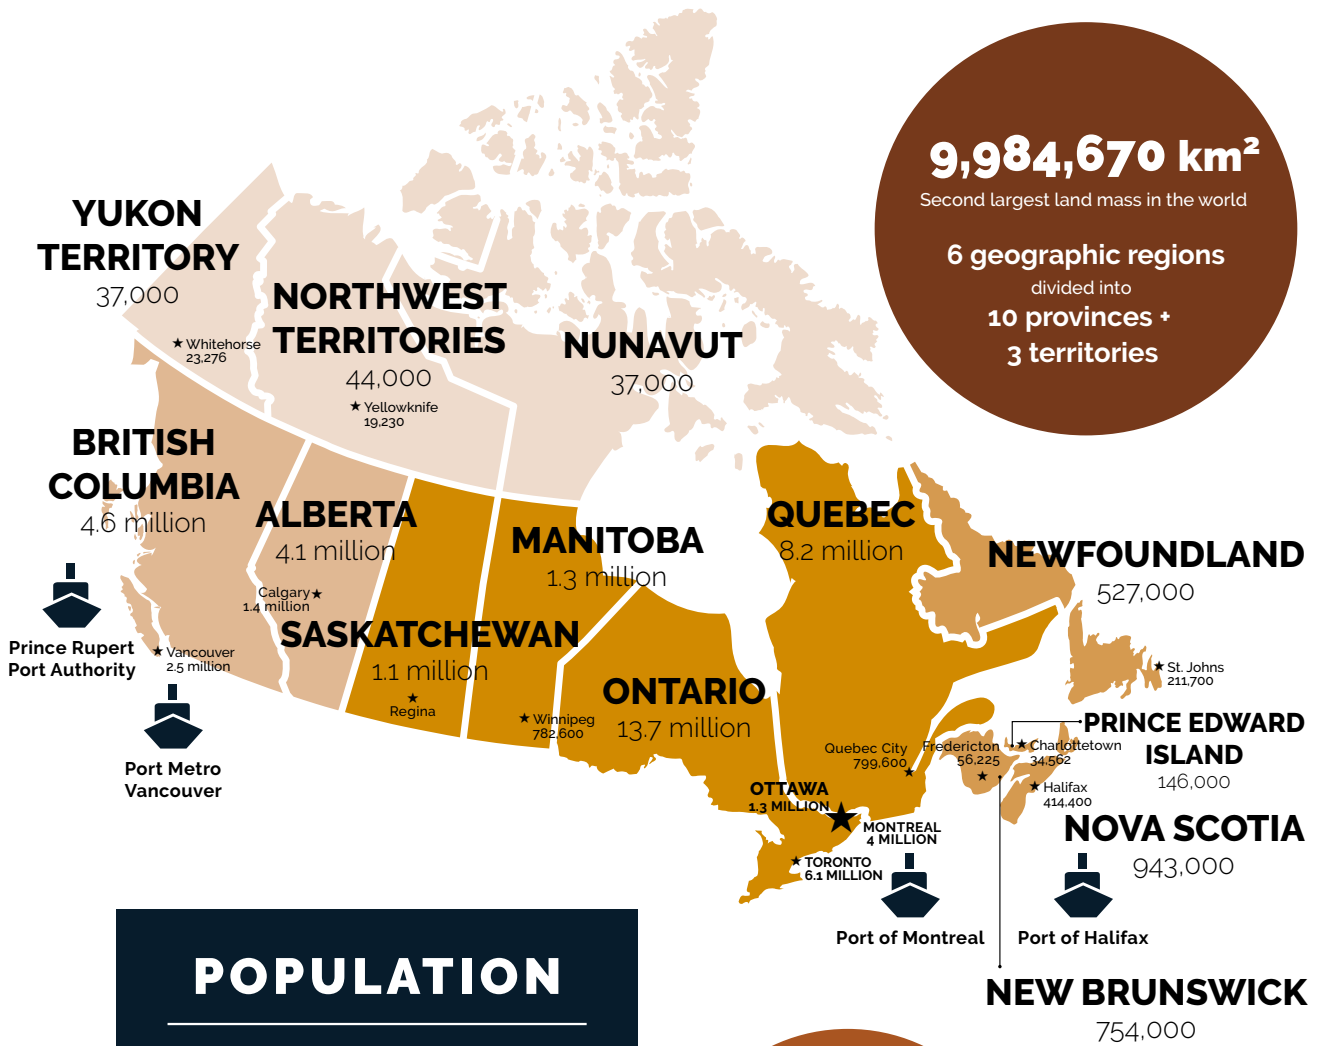 9,984,670 km²
Second largest land mass in the world
6 geographic regions
divided into
10 provinces +
3 territories
YUKON
TERRITORY
37,000
Whitehorse
23,276
NORTHWEST
TERRITORIES
44,000
Yellowknife
19,230
NUNAVUT
37,000
BRITISH
COLUMBIA
4.6 million
ALBERTA
4.1 million
Calgary
1.4 million
SASKATCHEWAN
1.1 million
Regina
MANITOBA
1.3 million
Winnipeg
782,600
ONTARIO
13.7 million
QUEBEC
8.2 million
NEWFOUNDLAND
527,000
Prince Rupert
Port Authority
Vancouver
2.5 million
Port Metro
Vancouver
St. Johns
211,700
PRINCE EDWARD
ISLAND
146,000
Quebec City
799,600
Fredericton
56,225
Charlottetown
34,562
Halifax
414,400
OTTAWA
1.3 MILLION
MONTREAL
4 MILLION
TORONTO
6.1 MILLION
NOVA SCOTIA
943,000
Port of Montreal
Port of Halifax
NEW BRUNSWICK
754,000
POPULATION